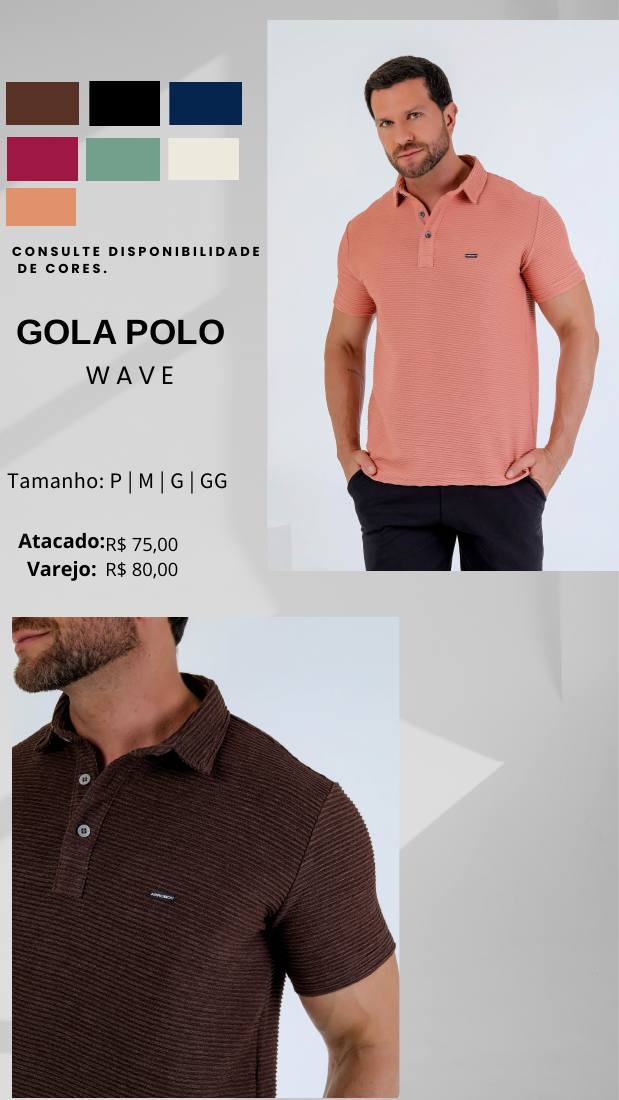 CONSULTE DISPONIBILIDADE
DE CORES.
GOLA POLO
WAVE
Tamanho: P | M | G | GG
Atacado: R$ 75,00
Varejo: R$ 80,00